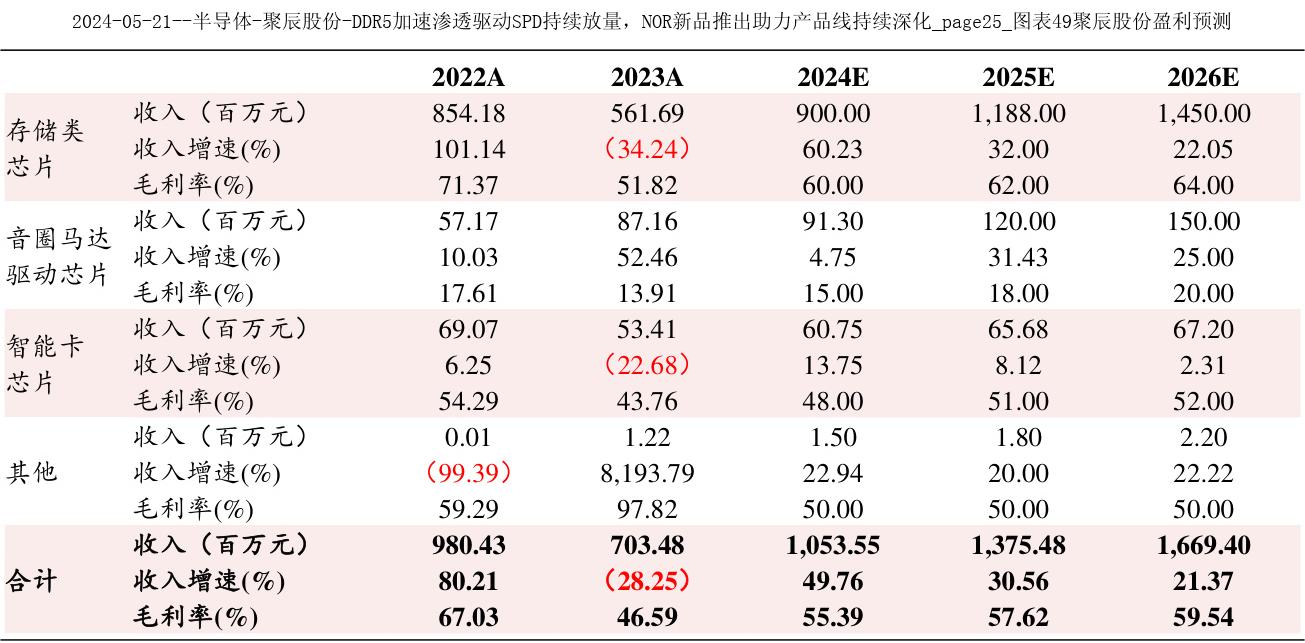 2024-05-21--半导体-聚辰股份-DDR5加速渗透驱动SPD持续放量，NOR新品推出助力产品线持续深化_page25_图表49聚辰股份盈利预测
2022A 2023A 2024E 2025E 2026E
存储类芯片 收入（百万元） 854.18 561.69 900.00 1,188.00 1,450.00
收入增速(%) 101.14 （34.24） 60.23 32.00 22.05
毛利率(%) 71.37 51.82 60.00 62.00 64.00
音圈马达驱动芯片 收入（百万元） 57.17 87.16 91.30 120.00 150.00
收入增速(%) 10.03 52.46 4.75 31.43 25.00
毛利率(%) 17.61 13.91 15.00 18.00 20.00
智能卡芯片 收入（百万元） 69.07 53.41 60.75 65.68 67.20
收入增速(%) 6.25 （22.68） 13.75 8.12 2.31
毛利率(%) 54.29 43.76 48.00 51.00 52.00
其他 收入（百万元） 0.01 1.22 1.50 1.80 2.20
收入增速(%) （99.39） 8,193.79 22.94 20.00 22.22
毛利率(%) 59.29 97.82 50.00 50.00 50.00
合计 收入（百万元） 980.43 703.48 1,053.55 1,375.48 1,669.40
收入增速(%) 80.21 （28.25） 49.76 30.56 21.37
毛利率(%) 67.03 46.59 55.39 57.62 59.54